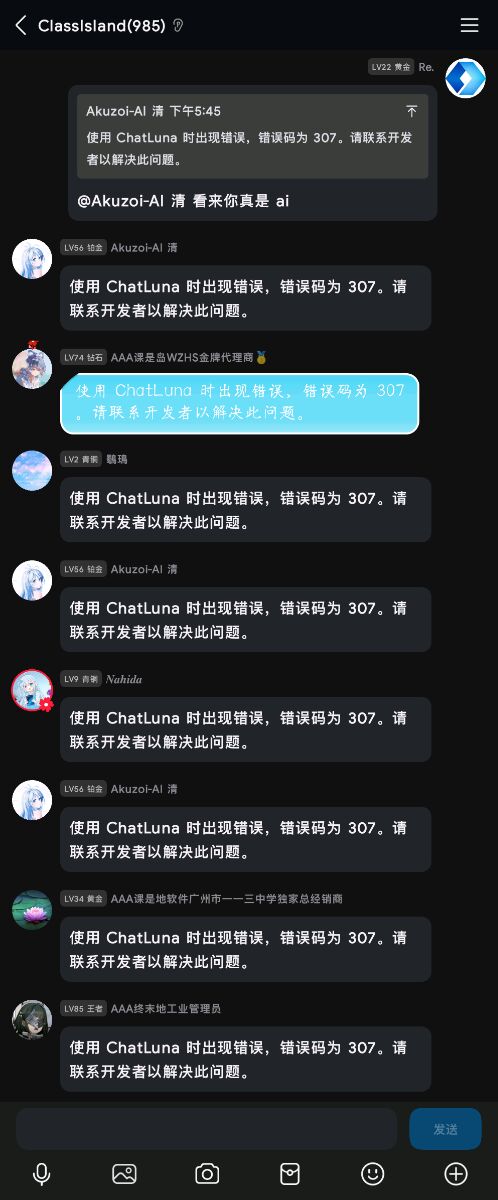 ClassIsland(985)
LV22 黄金 Re.
Akuzoi-AI 清 下午5:45
使用 ChatLuna 时出现错误，错误码为 307。请联系开发
者以解决此问题。
@Akuzoi-AI 清 看来你真是 ai
LV56 铂金 Akuzoi-AI 清
使用 ChatLuna 时出现错误，错误码为 307。请
联系开发者以解决此问题。
LV74 钻石 AAA课是岛WZHS金牌代理商🏅
使用 ChatLuna 时出现错误，错误码为 307
。请联系开发者以解决此问题。
LV2 青铜
使用 ChatLuna 时出现错误，错误码为 307。请
联系开发者以解决此问题。
LV56 铂金 Akuzoi-AI 清
使用 ChatLuna 时出现错误，错误码为 307。请
联系开发者以解决此问题。
LV9 青铜 Nahida
使用 ChatLuna 时出现错误，错误码为 307。请
联系开发者以解决此问题。
LV56 铂金 Akuzoi-AI 清
使用 ChatLuna 时出现错误，错误码为 307。请
联系开发者以解决此问题。
LV34 黄金 AAA课是地软件广州市一一三中学独家总经销商
使用 ChatLuna 时出现错误，错误码为 307。请
联系开发者以解决此问题。
LV85 王者 AAA终末地工业管理员
使用 ChatLuna 时出现错误，错误码为 307。请
联系开发者以解决此问题。
发送